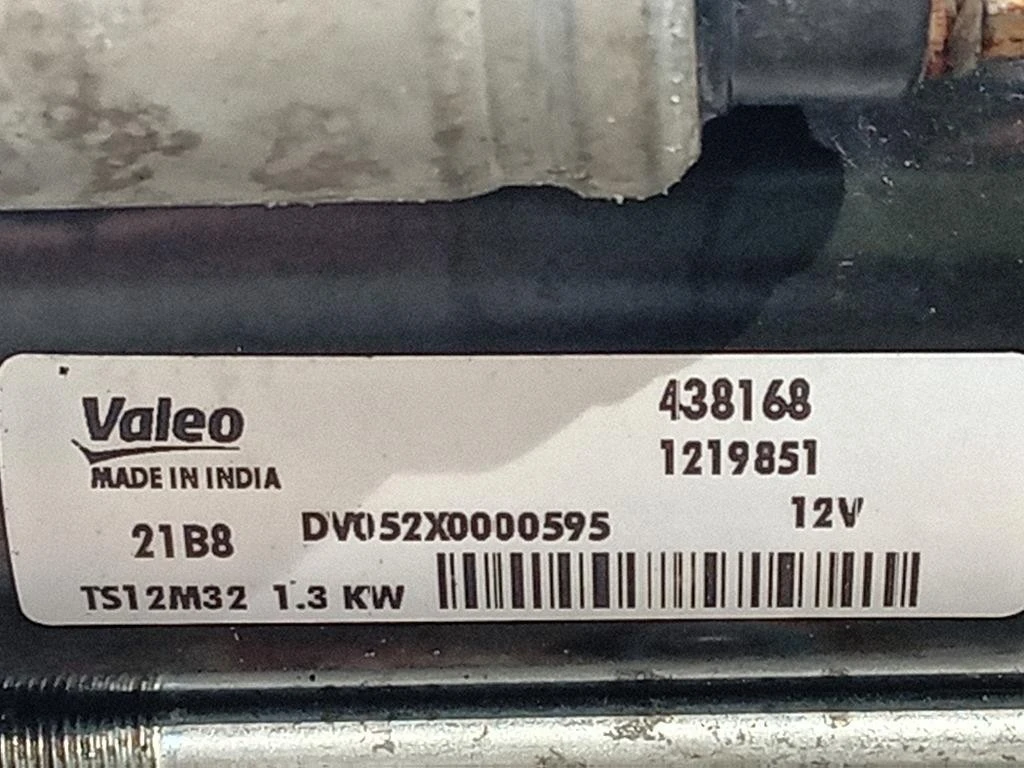 Valeo
MADE IN INDIA
438168
1219851
21B8
DV052X0000595
12V
TS12M32 1.3 KW